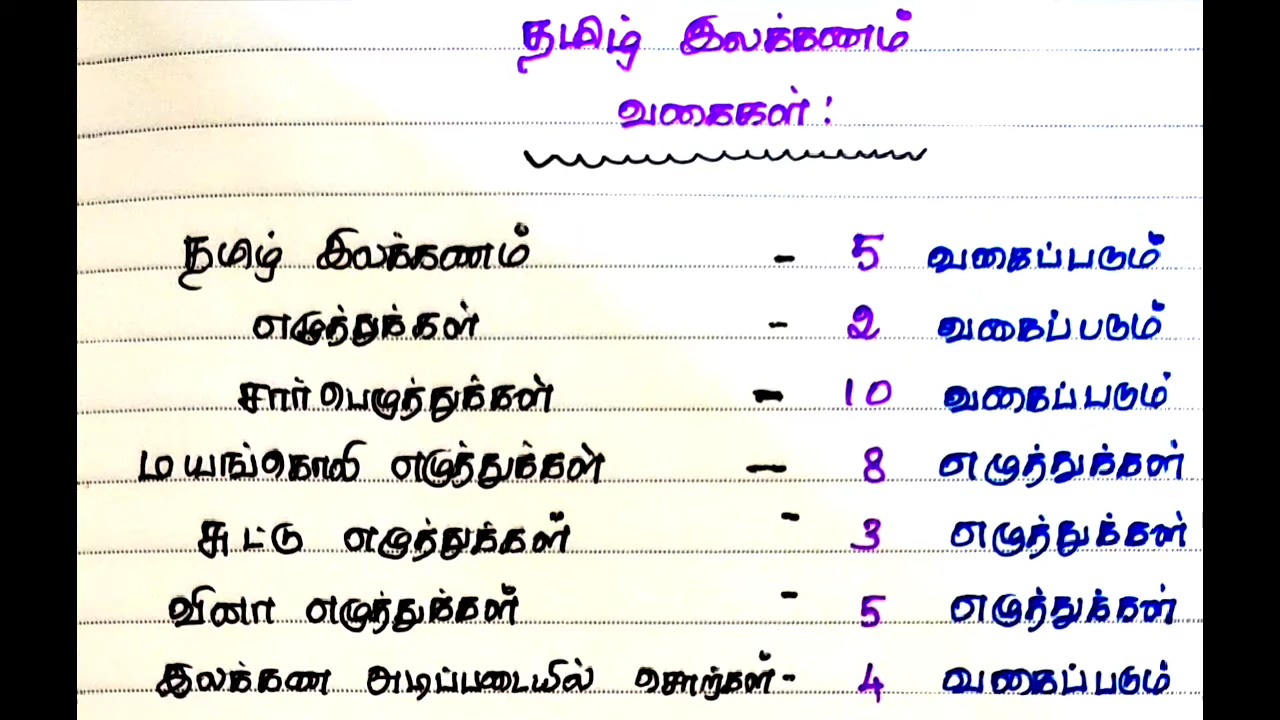 தமிழ் இலக்கணம்
வகைகள் :
தமிழ் இலக்கணம் - 5 வகைப்படும்
எழுத்துக்கள் - 2 வகைப்படும்
சார்பெழுத்துக்கள் - 10 வகைப்படும்
மயங்கொலி எழுத்துக்கள் - 8 எழுத்துக்கள்
சுட்டு எழுத்துக்கள் - 3 எழுத்துக்கள்
வினா எழுத்துக்கள் - 5 எழுத்துக்கள்
இலக்கண அடிப்படையில் சொற்கள் - 4 வகைப்படும்